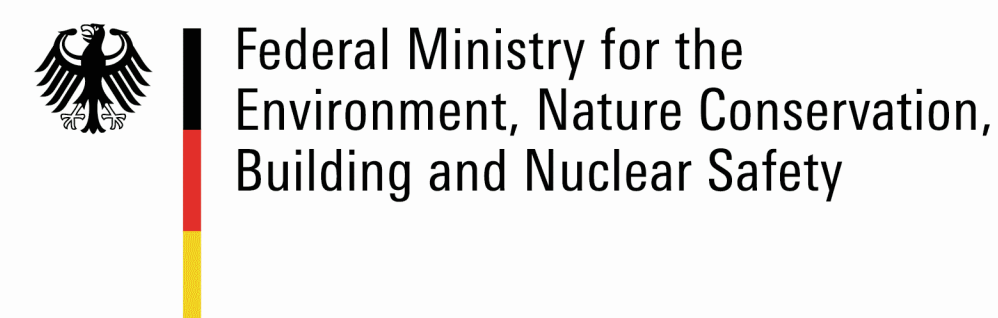 Federal Ministry for the
Environment, Nature Conservation,
Building and Nuclear Safety